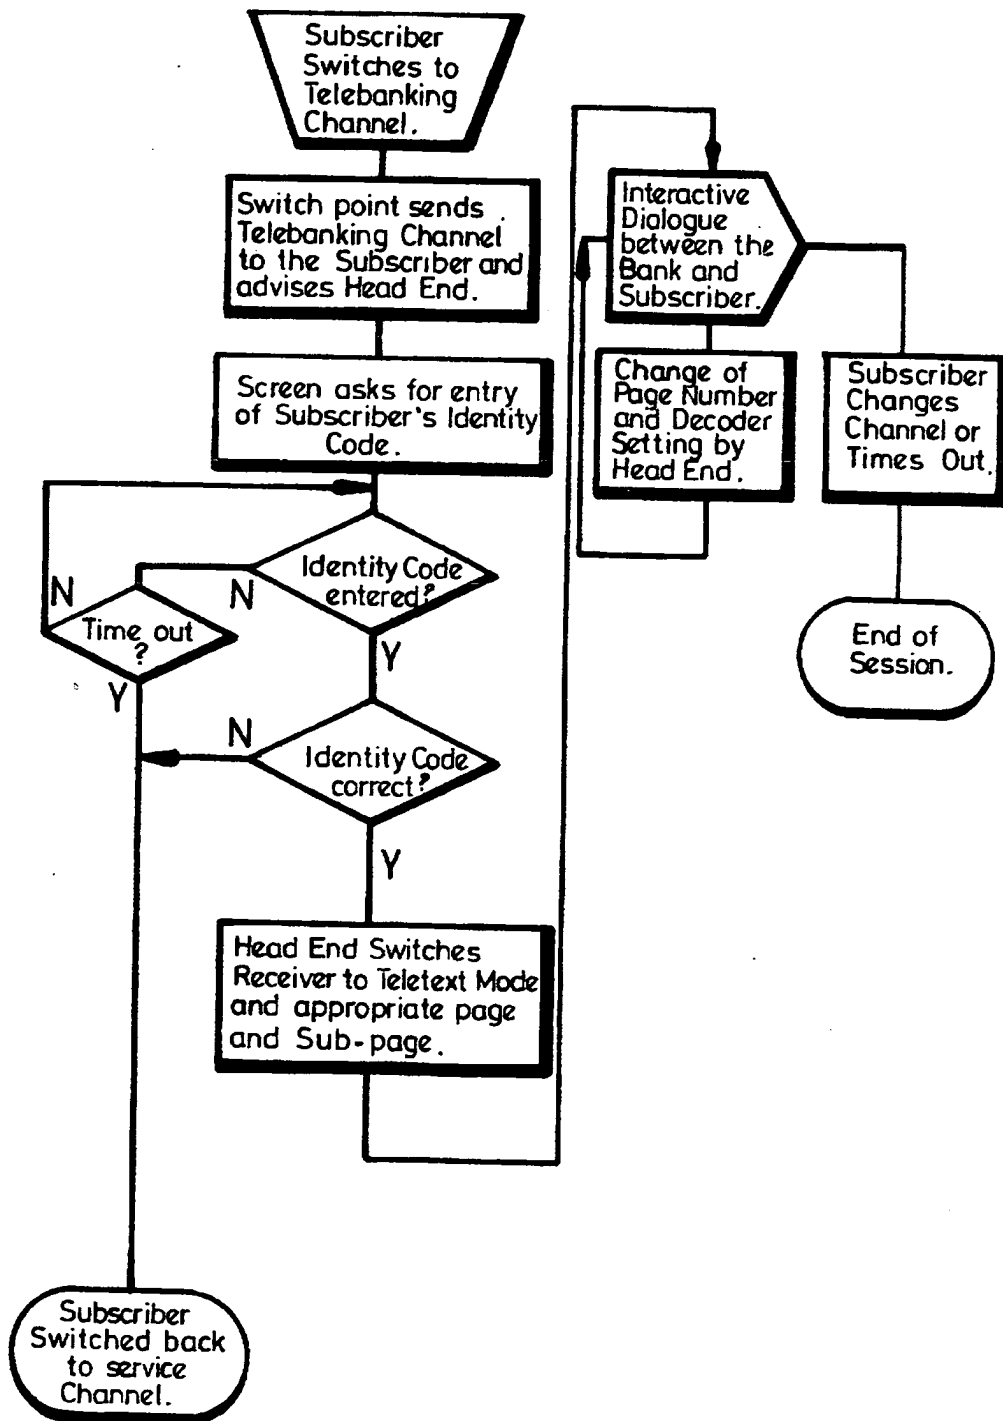 Subscriber
Switches to
Telebanking
Channel.
Switch point sends
Telebanking Channel
to the Subscriber and
advises Head End.
Screen asks for entry
of Subscriber's Identity
Code.
Identity Code
entered?
N
Y
Time out
?
N
Y
Identity Code
correct?
N
Y
Head End Switches
Receiver to Teletext Mode
and appropriate page
and Sub-page.
Subscriber
Switched back
to service
Channel.
Interactive
Dialogue
between the
Bank and
Subscriber.
Change of
Page Number
and Decoder
Setting by
Head End.
Subscriber
Changes
Channel or
Times Out.
End of
Session.